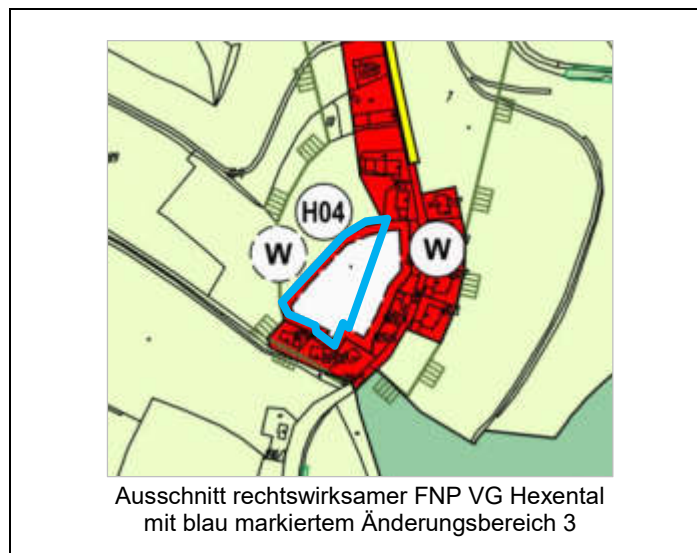 H04
W
W
Ausschnitt rechtswirksamer FNP VG Hexental
mit blau markiertem Änderungsbereich 3